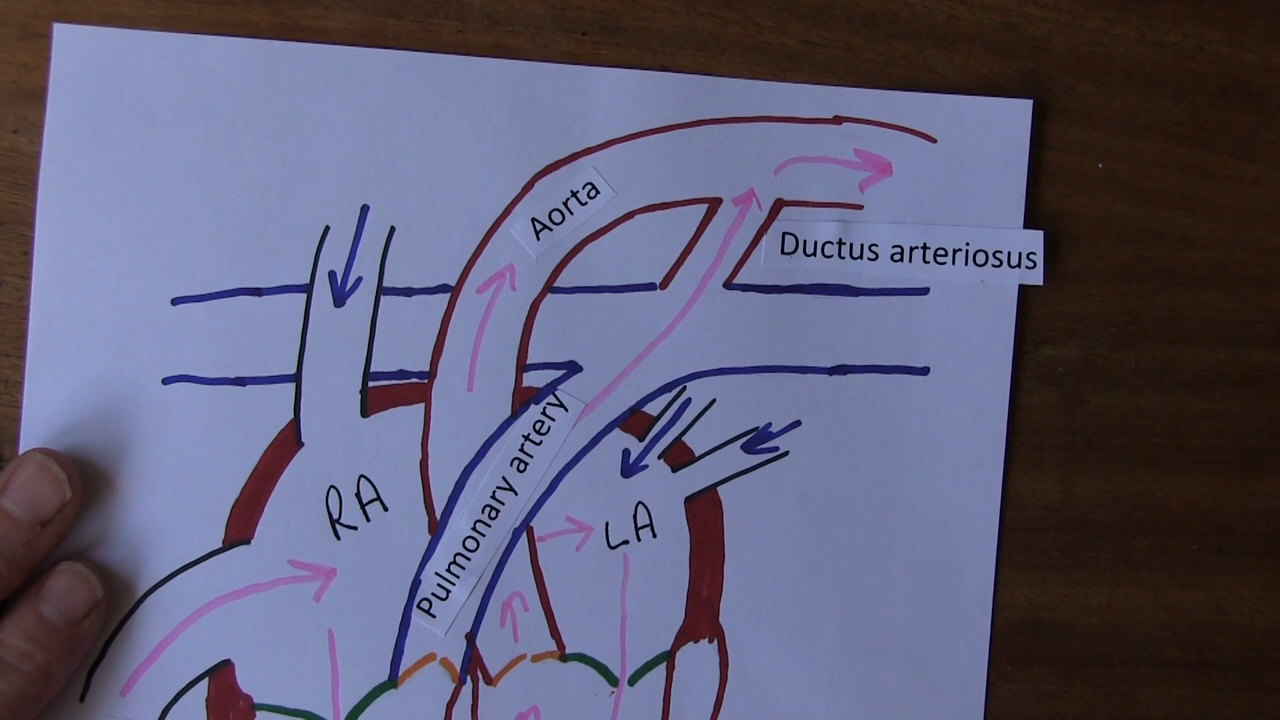 Aorta
Ductus arteriosus
Pulmonary artery
RA
LA